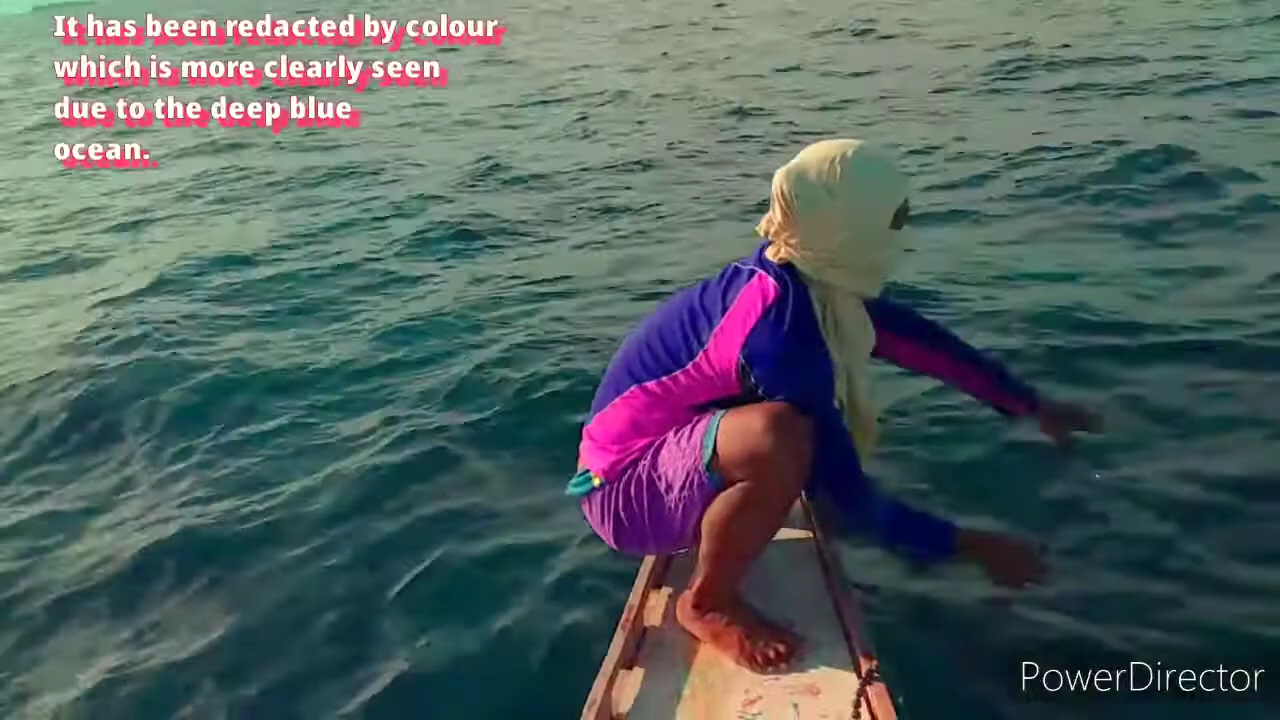 It has been redacted by colour
which is more clearly seen
due to the deep blue
ocean.
PowerDirector